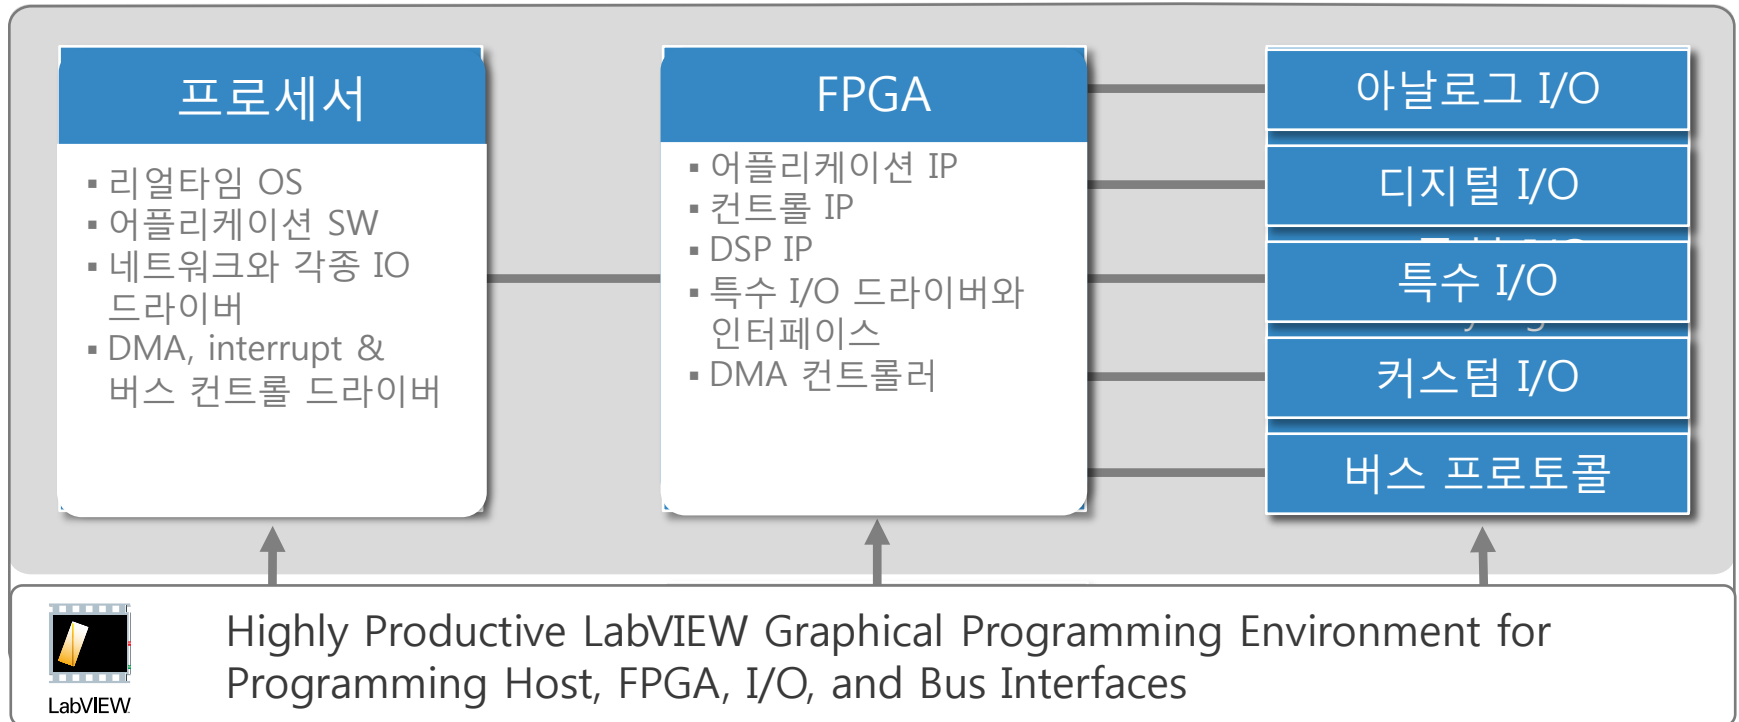 프로세서
▪ 리얼타임 OS
▪ 어플리케이션 SW
▪ 네트워크와 각종 IO
드라이버
▪ DMA, interrupt &
버스 컨트롤 드라이버
FPGA
▪ 어플리케이션 IP
▪ 컨트롤 IP
▪ DSP IP
▪ 특수 I/O 드라이버와
인터페이스
▪ DMA 컨트롤러
아날로그 I/O
디지털 I/O
특수 I/O
커스텀 I/O
버스 프로토콜
LabVIEW
Highly Productive LabVIEW Graphical Programming Environment for
Programming Host, FPGA, I/O, and Bus Interfaces